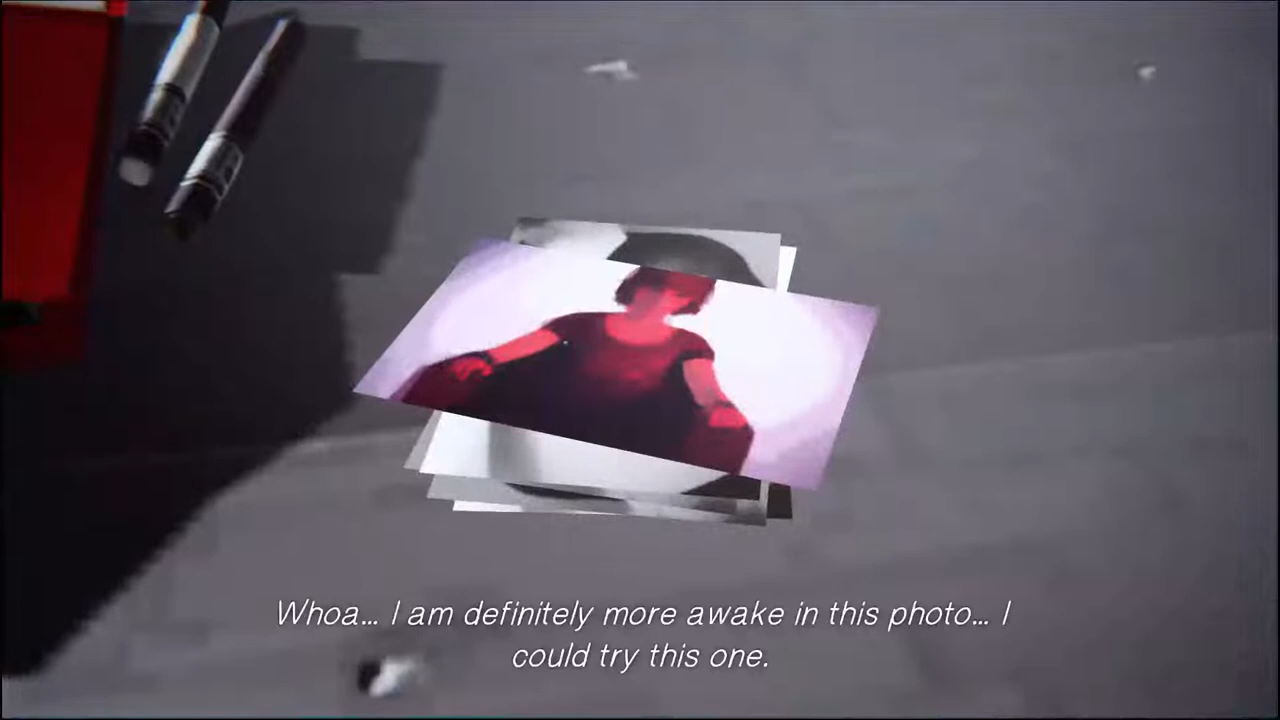 Whoa... I am definitely more awake in this photo... I
could try this one.